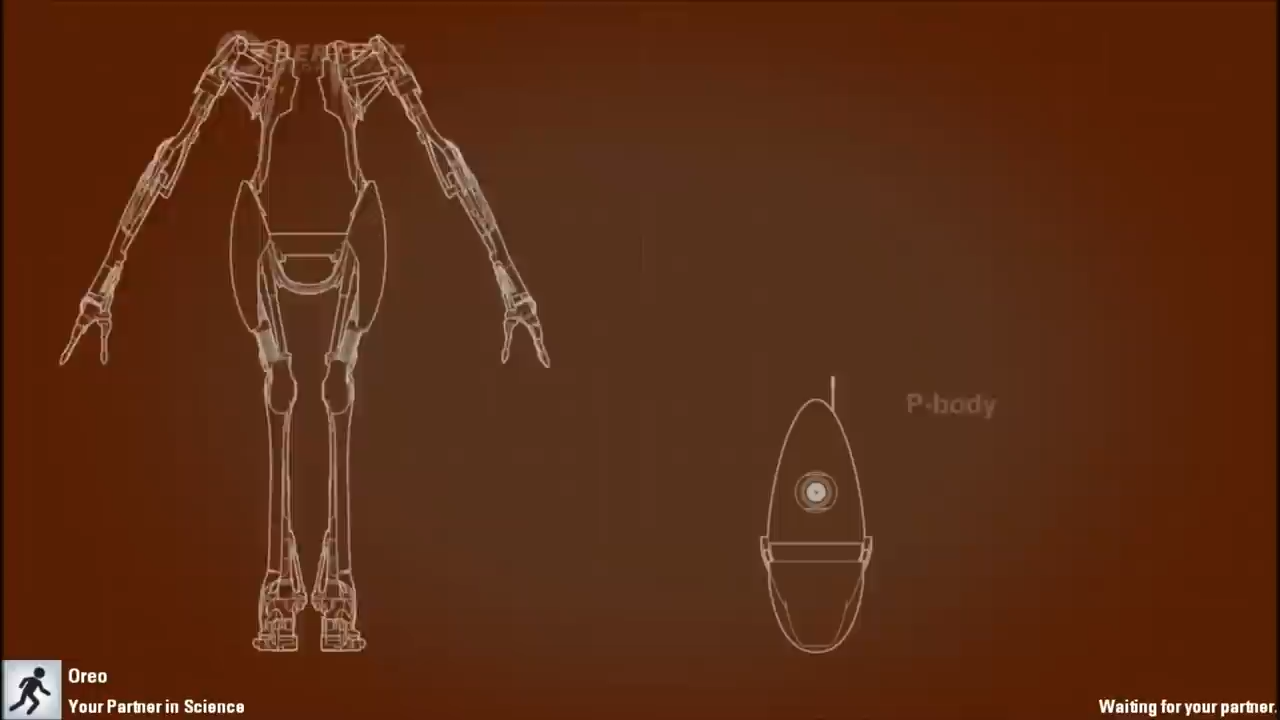 P-body
Oreo
Your Partner in Science
Waiting for your partner.